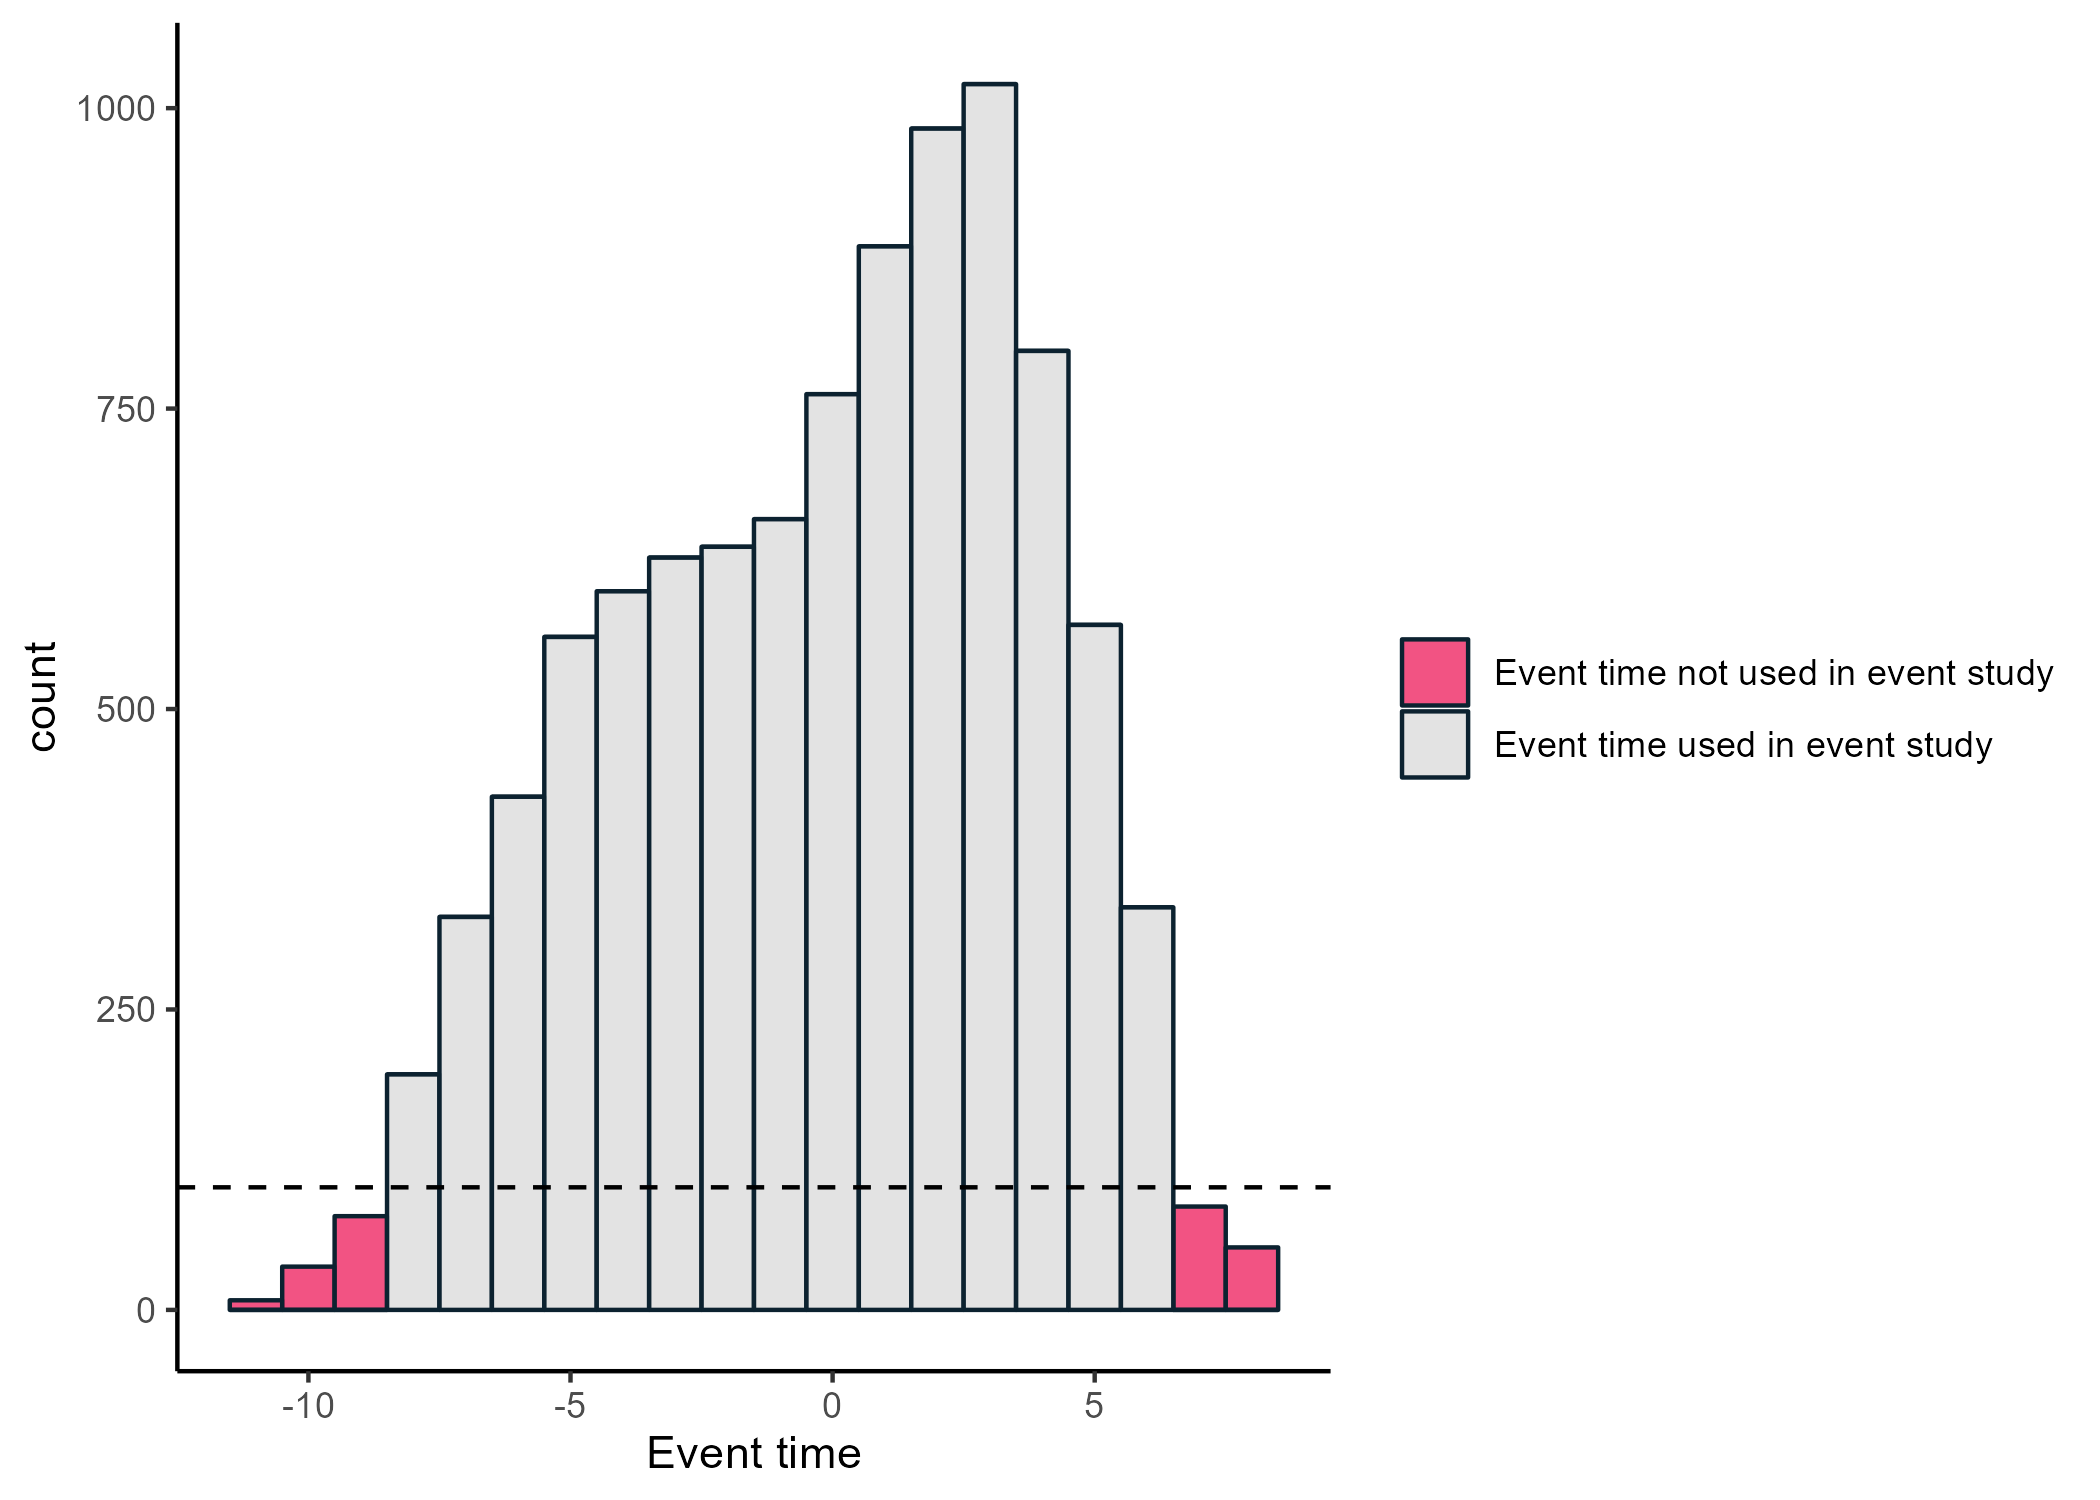 1000
750
500
250
0
count
-10
-5
0
5
Event time
Event time not used in event study
Event time used in event study